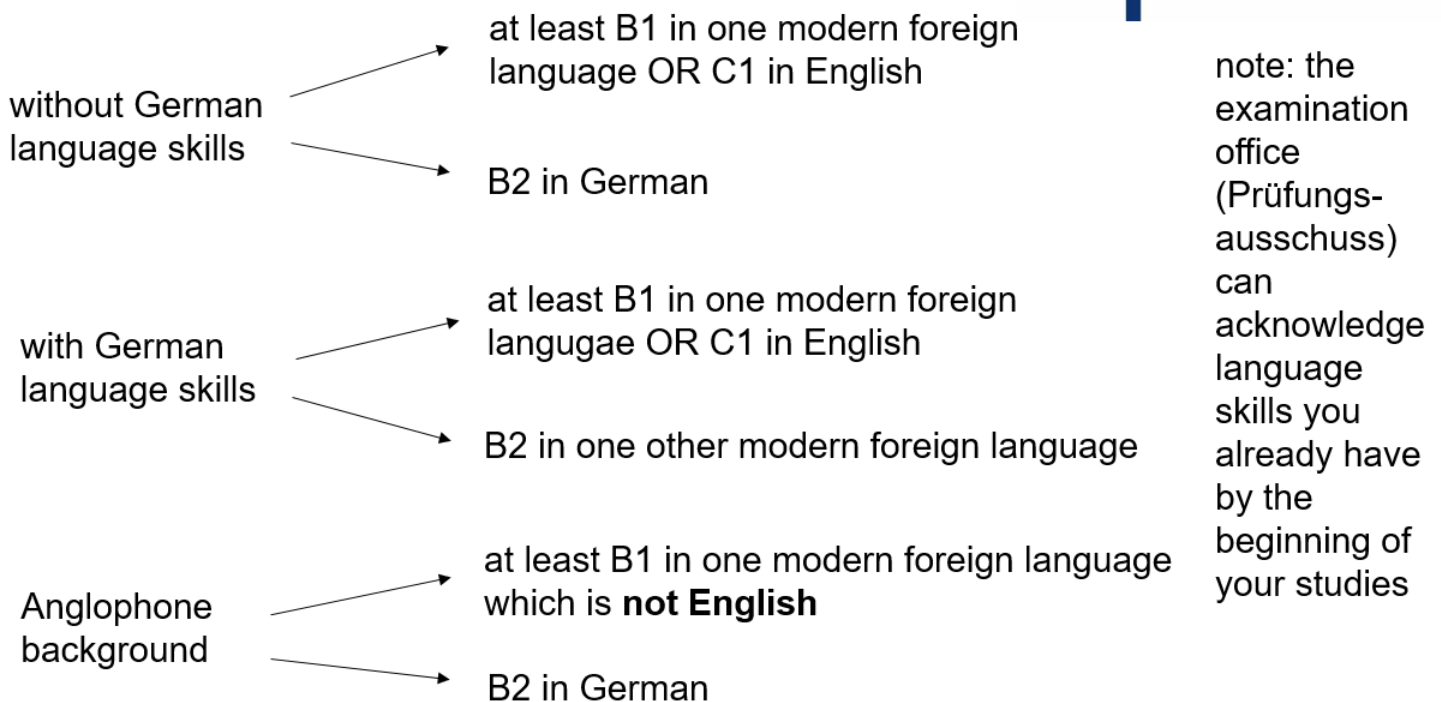 without German
language skills
at least B1 in one modern foreign
language OR C1 in English
B2 in German
with German
language skills
at least B1 in one modern foreign
langugae OR C1 in English
B2 in one other modern foreign language
Anglophone
background
at least B1 in one modern foreign language
which is not English
B2 in German
note: the
examination
office
(Prüfungs-
ausschuss)
can
acknowledge
language
skills you
already have
by the
beginning of
your studies